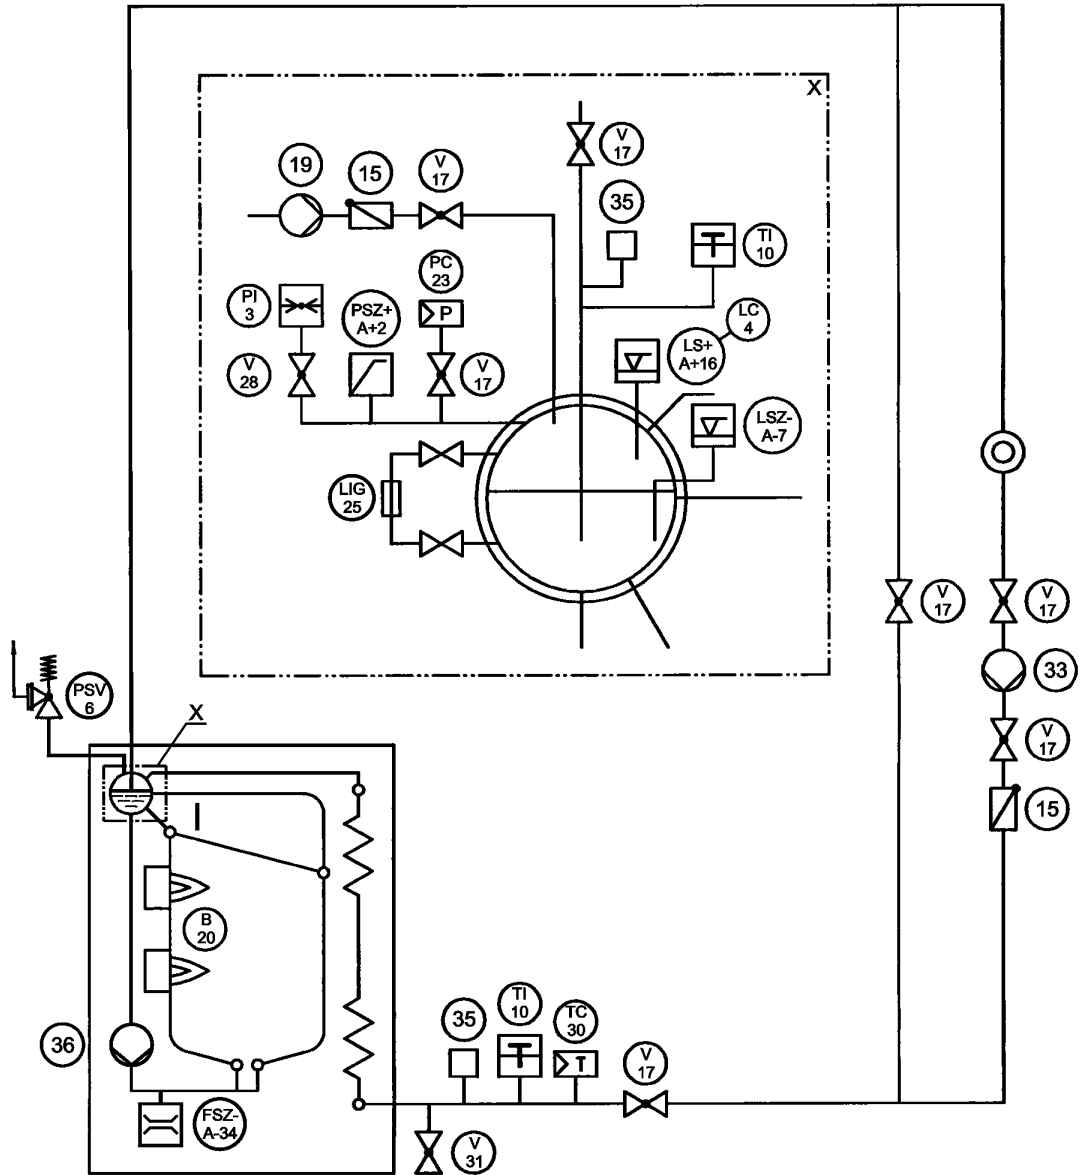 X
V
17
19
15
V
17
35
TI
10
PC
23
PI
3
PSZ+
A+2
P
LC
4
LS+
A+16
V
28
V
17
LSZ-
A-7
LIG
25
V
17
V
17
33
PSV
6
X
V
17
15
I
B
20
36
35
TI
10
TC
30
T
V
17
FSZ-
A-34
V
31